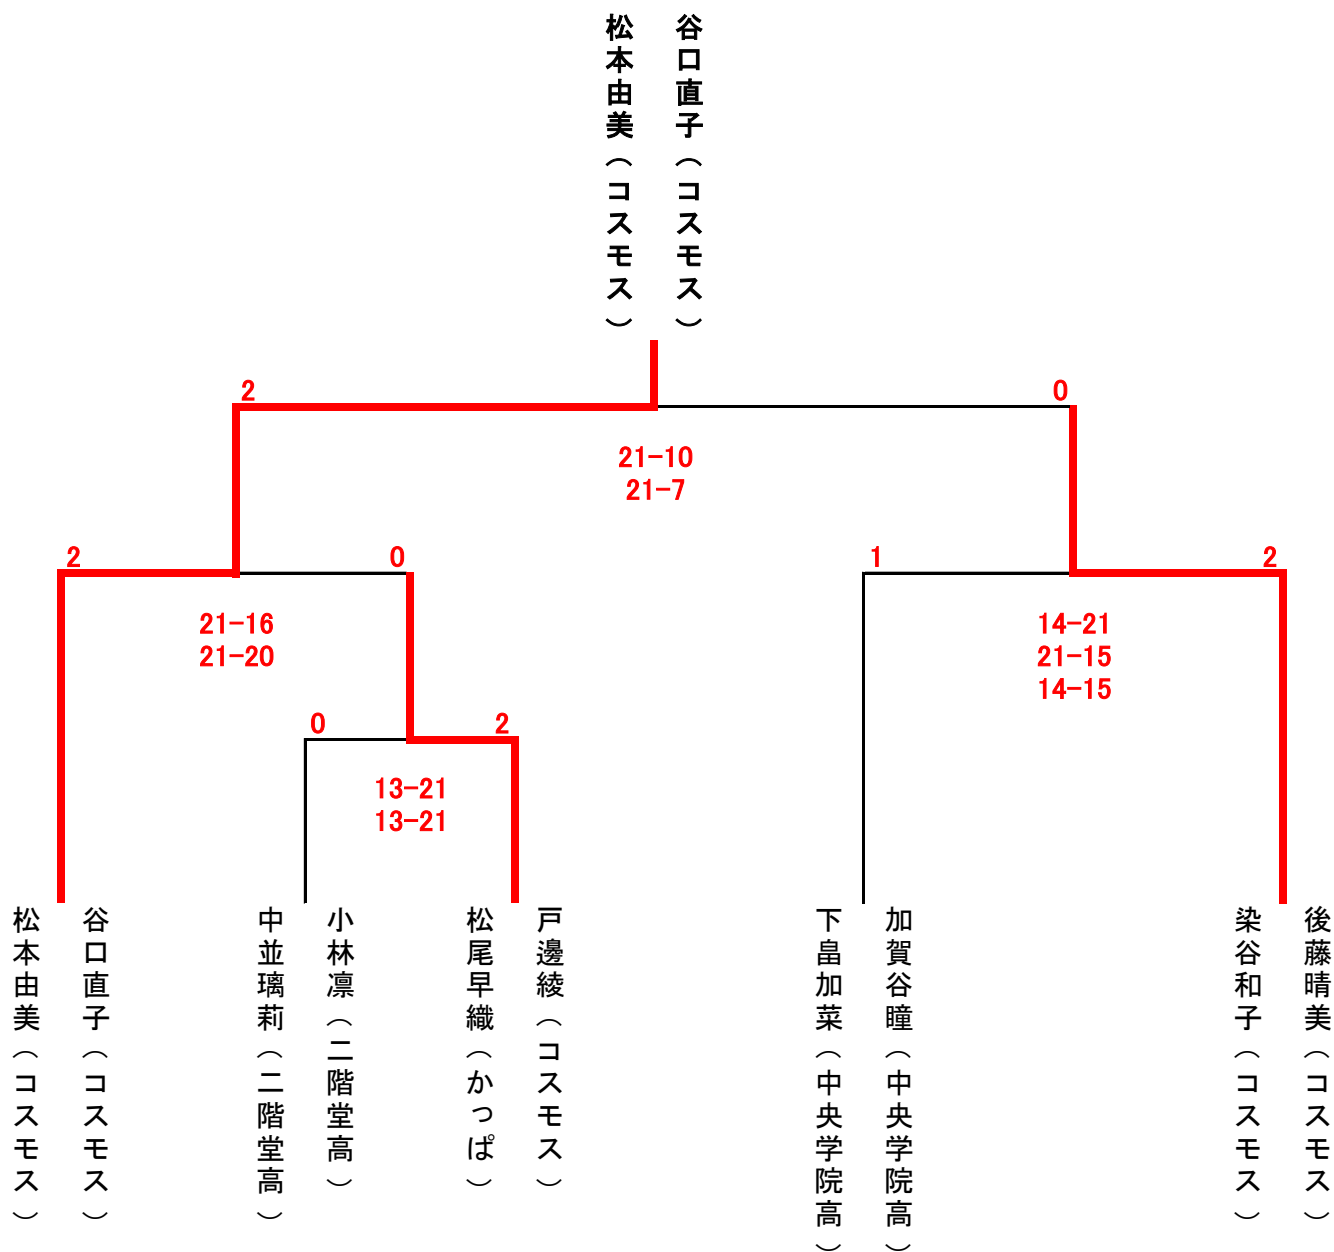 松本由美（コスモス）
谷口直子（コスモス）
2
0
21-10
21-7
2
0
1
2
21-16
21-20
14-21
21-15
14-15
0
2
13-21
13-21
松本由美（コスモス）
谷口直子（コスモス）
中並璃莉（二階堂高）
小林凛（二階堂高）
松尾早織（かっぱ）
戸邊綾（コスモス）
下畠加菜（中央学院高）
加賀谷瞳（中央学院高）
染谷和子（コスモス）
後藤晴美（コスモス）